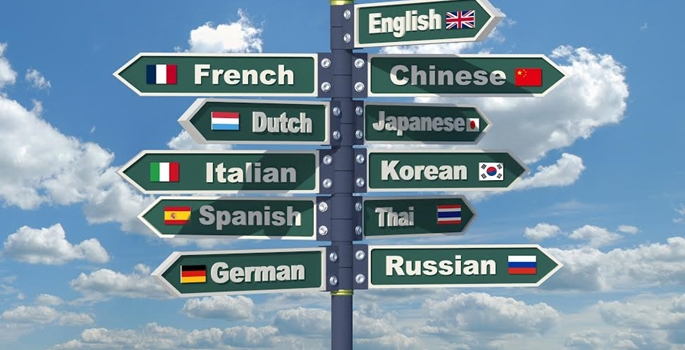 English
French
Chinese
Dutch
Japanese
Italian
Korean
Spanish
Thai
German
Russian